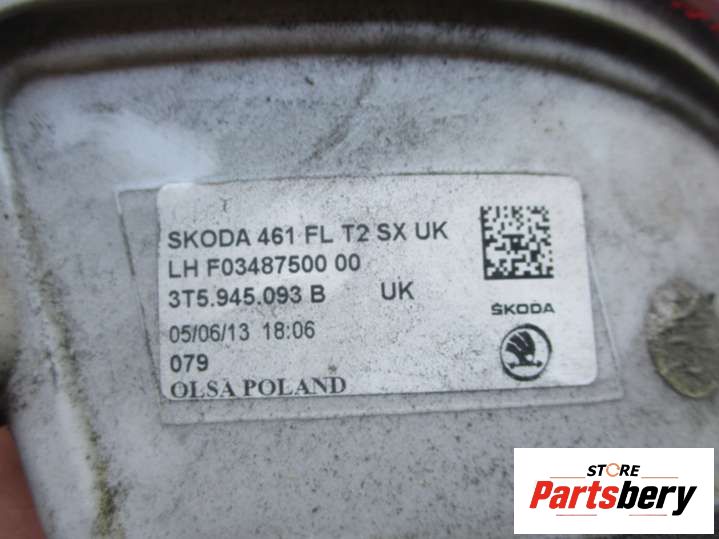 SKODA 461 FL T2 SX UK
LH F03487500 00
3T5.945.093 B UK
ŠKODA
05/06/13 18:06
079
OLSA POLAND
STORE
Partsbery